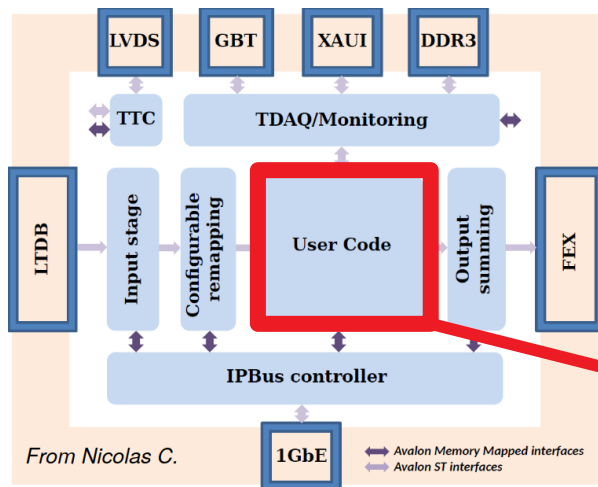 LVDS
GBT
XAUI
DDR3
TTC
TDAQ/Monitoring
LTDB
Input stage
Configurable
remapping
User Code
Output
summing
FEX
IPBus controller
1GbE
From Nicolas C.
Avalon Memory Mapped interfaces
Avalon ST interfaces